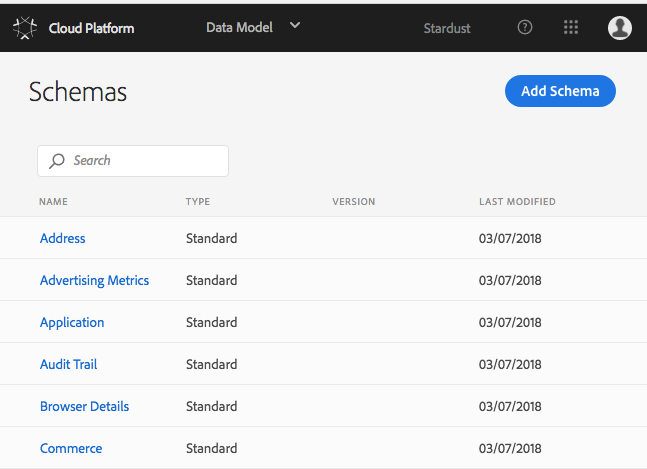 Cloud Platform Data Model Stardust
Schemas Add Schema
Search
NAME TYPE VERSION LAST MODIFIED
Address Standard 03/07/2018
Advertising Metrics Standard 03/07/2018
Application Standard 03/07/2018
Audit Trail Standard 03/07/2018
Browser Details Standard 03/07/2018
Commerce Standard 03/07/2018